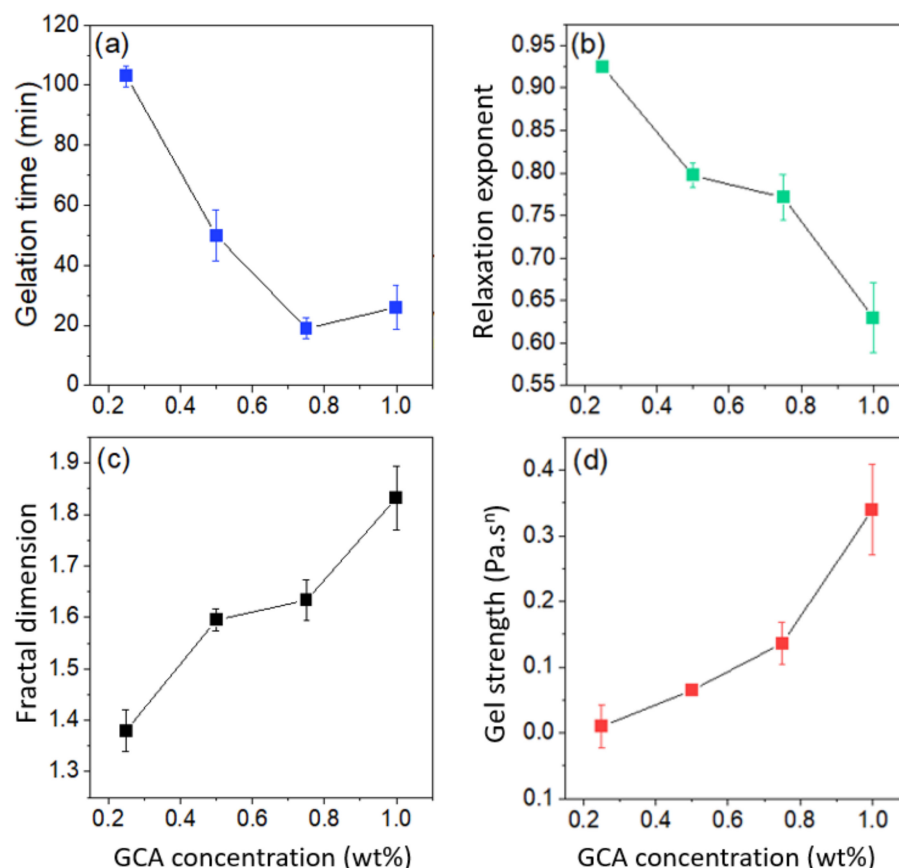 (a)
Gelation time (min)
120
100
80
60
40
20
0
0.2 0.4 0.6 0.8 1.0
(b)
Relaxation exponent
0.95
0.90
0.85
0.80
0.75
0.70
0.65
0.60
0.55
0.2 0.4 0.6 0.8 1.0
(c)
Fractal dimension
1.9
1.8
1.7
1.6
1.5
1.4
1.3
0.2 0.4 0.6 0.8 1.0
GCA concentration (wt%)
(d)
Gel strength (Pa.sⁿ)
0.4
0.3
0.2
0.1
0.0
0.1
0.2 0.4 0.6 0.8 1.0
GCA concentration (wt%)